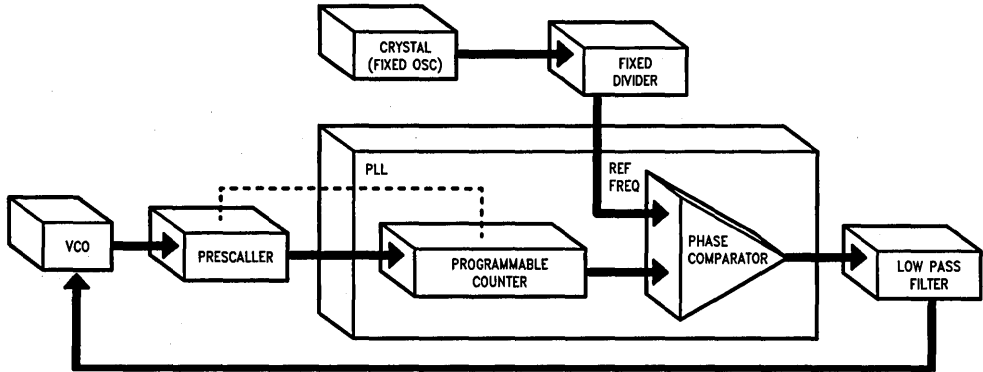 CRYSTAL
(FIXED OSC)
FIXED
DIVIDER
PLL
REF
FREQ
VCO
PRESCALLER
PROGRAMMABLE
COUNTER
PHASE
COMPARATOR
LOW PASS
FILTER